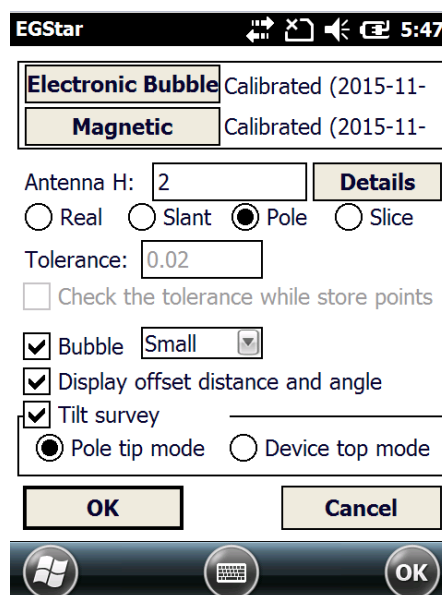 EGStar 5:47
Electronic Bubble Calibrated (2015-11-
Magnetic Calibrated (2015-11-
Antenna H: 2 Details
Real Slant Pole Slice
Tolerance: 0.02
Check the tolerance while store points
Bubble Small
Display offset distance and angle
Tilt survey
Pole tip mode Device top mode
OK Cancel
OK